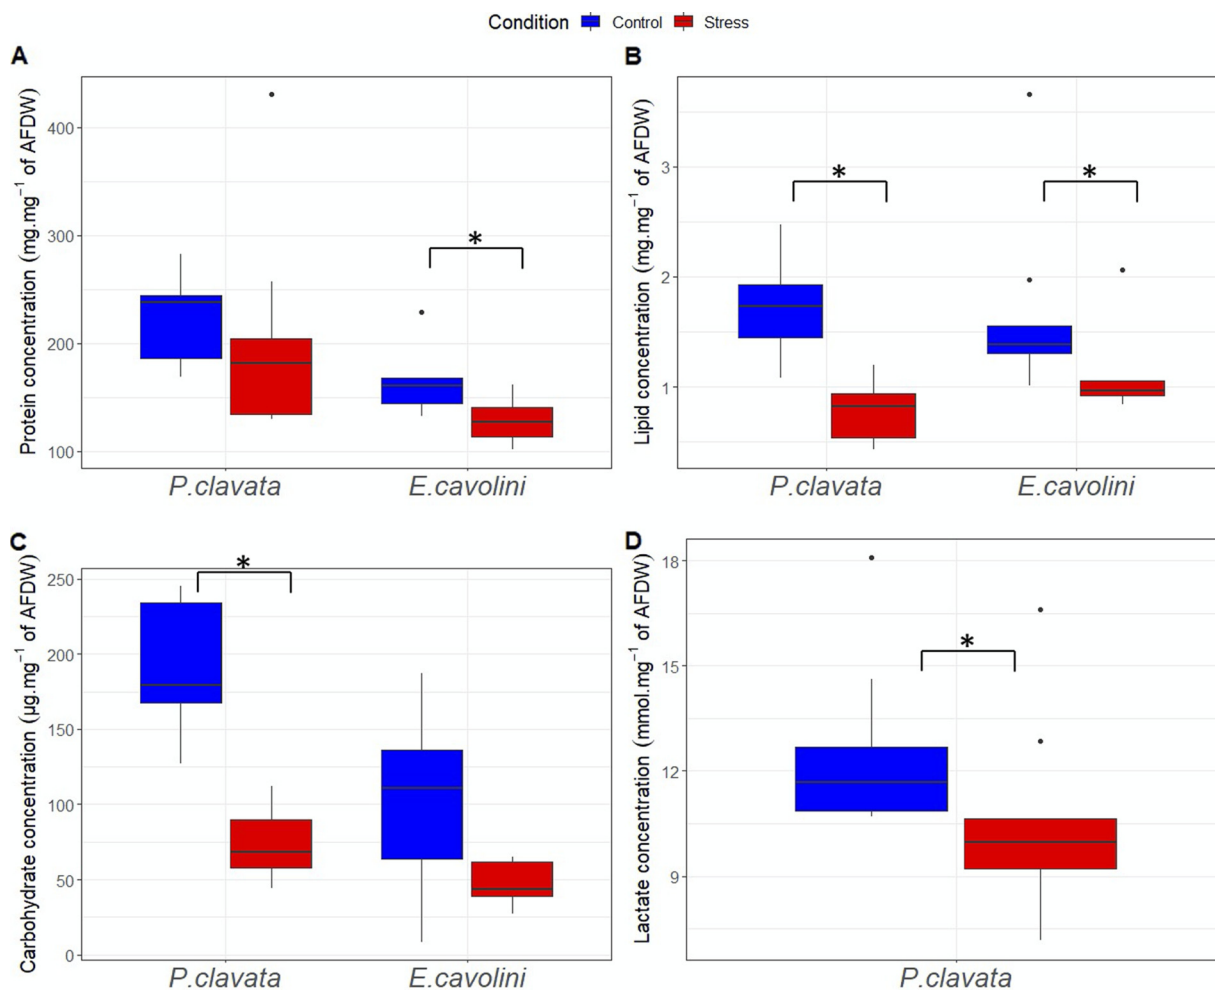 Condition Control Stress
A
Protein concentration (mg.mg⁻¹ of AFDW)
400
300
200
100
*
P.clavata E.cavolini
B
Lipid concentration (mg.mg⁻¹ of AFDW)
3
2
1
* *
P.clavata E.cavolini
C
Carbohydrate concentration (µg.mg⁻¹ of AFDW)
250
200
150
100
50
0
*
P.clavata E.cavolini
D
Lactate concentration (mmol.mg⁻¹ of AFDW)
18
15
12
9
*
P.clavata